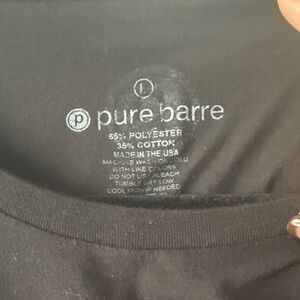 L
p pure barre
65% POLYESTER
35% COTTON
MADE IN THE USA
MACHINE WASH IN COLD
WITH LIKE COLORS
DO NOT USE BLEACH
TUMBLE DRY LOW
COOL IRON IF NEEDED